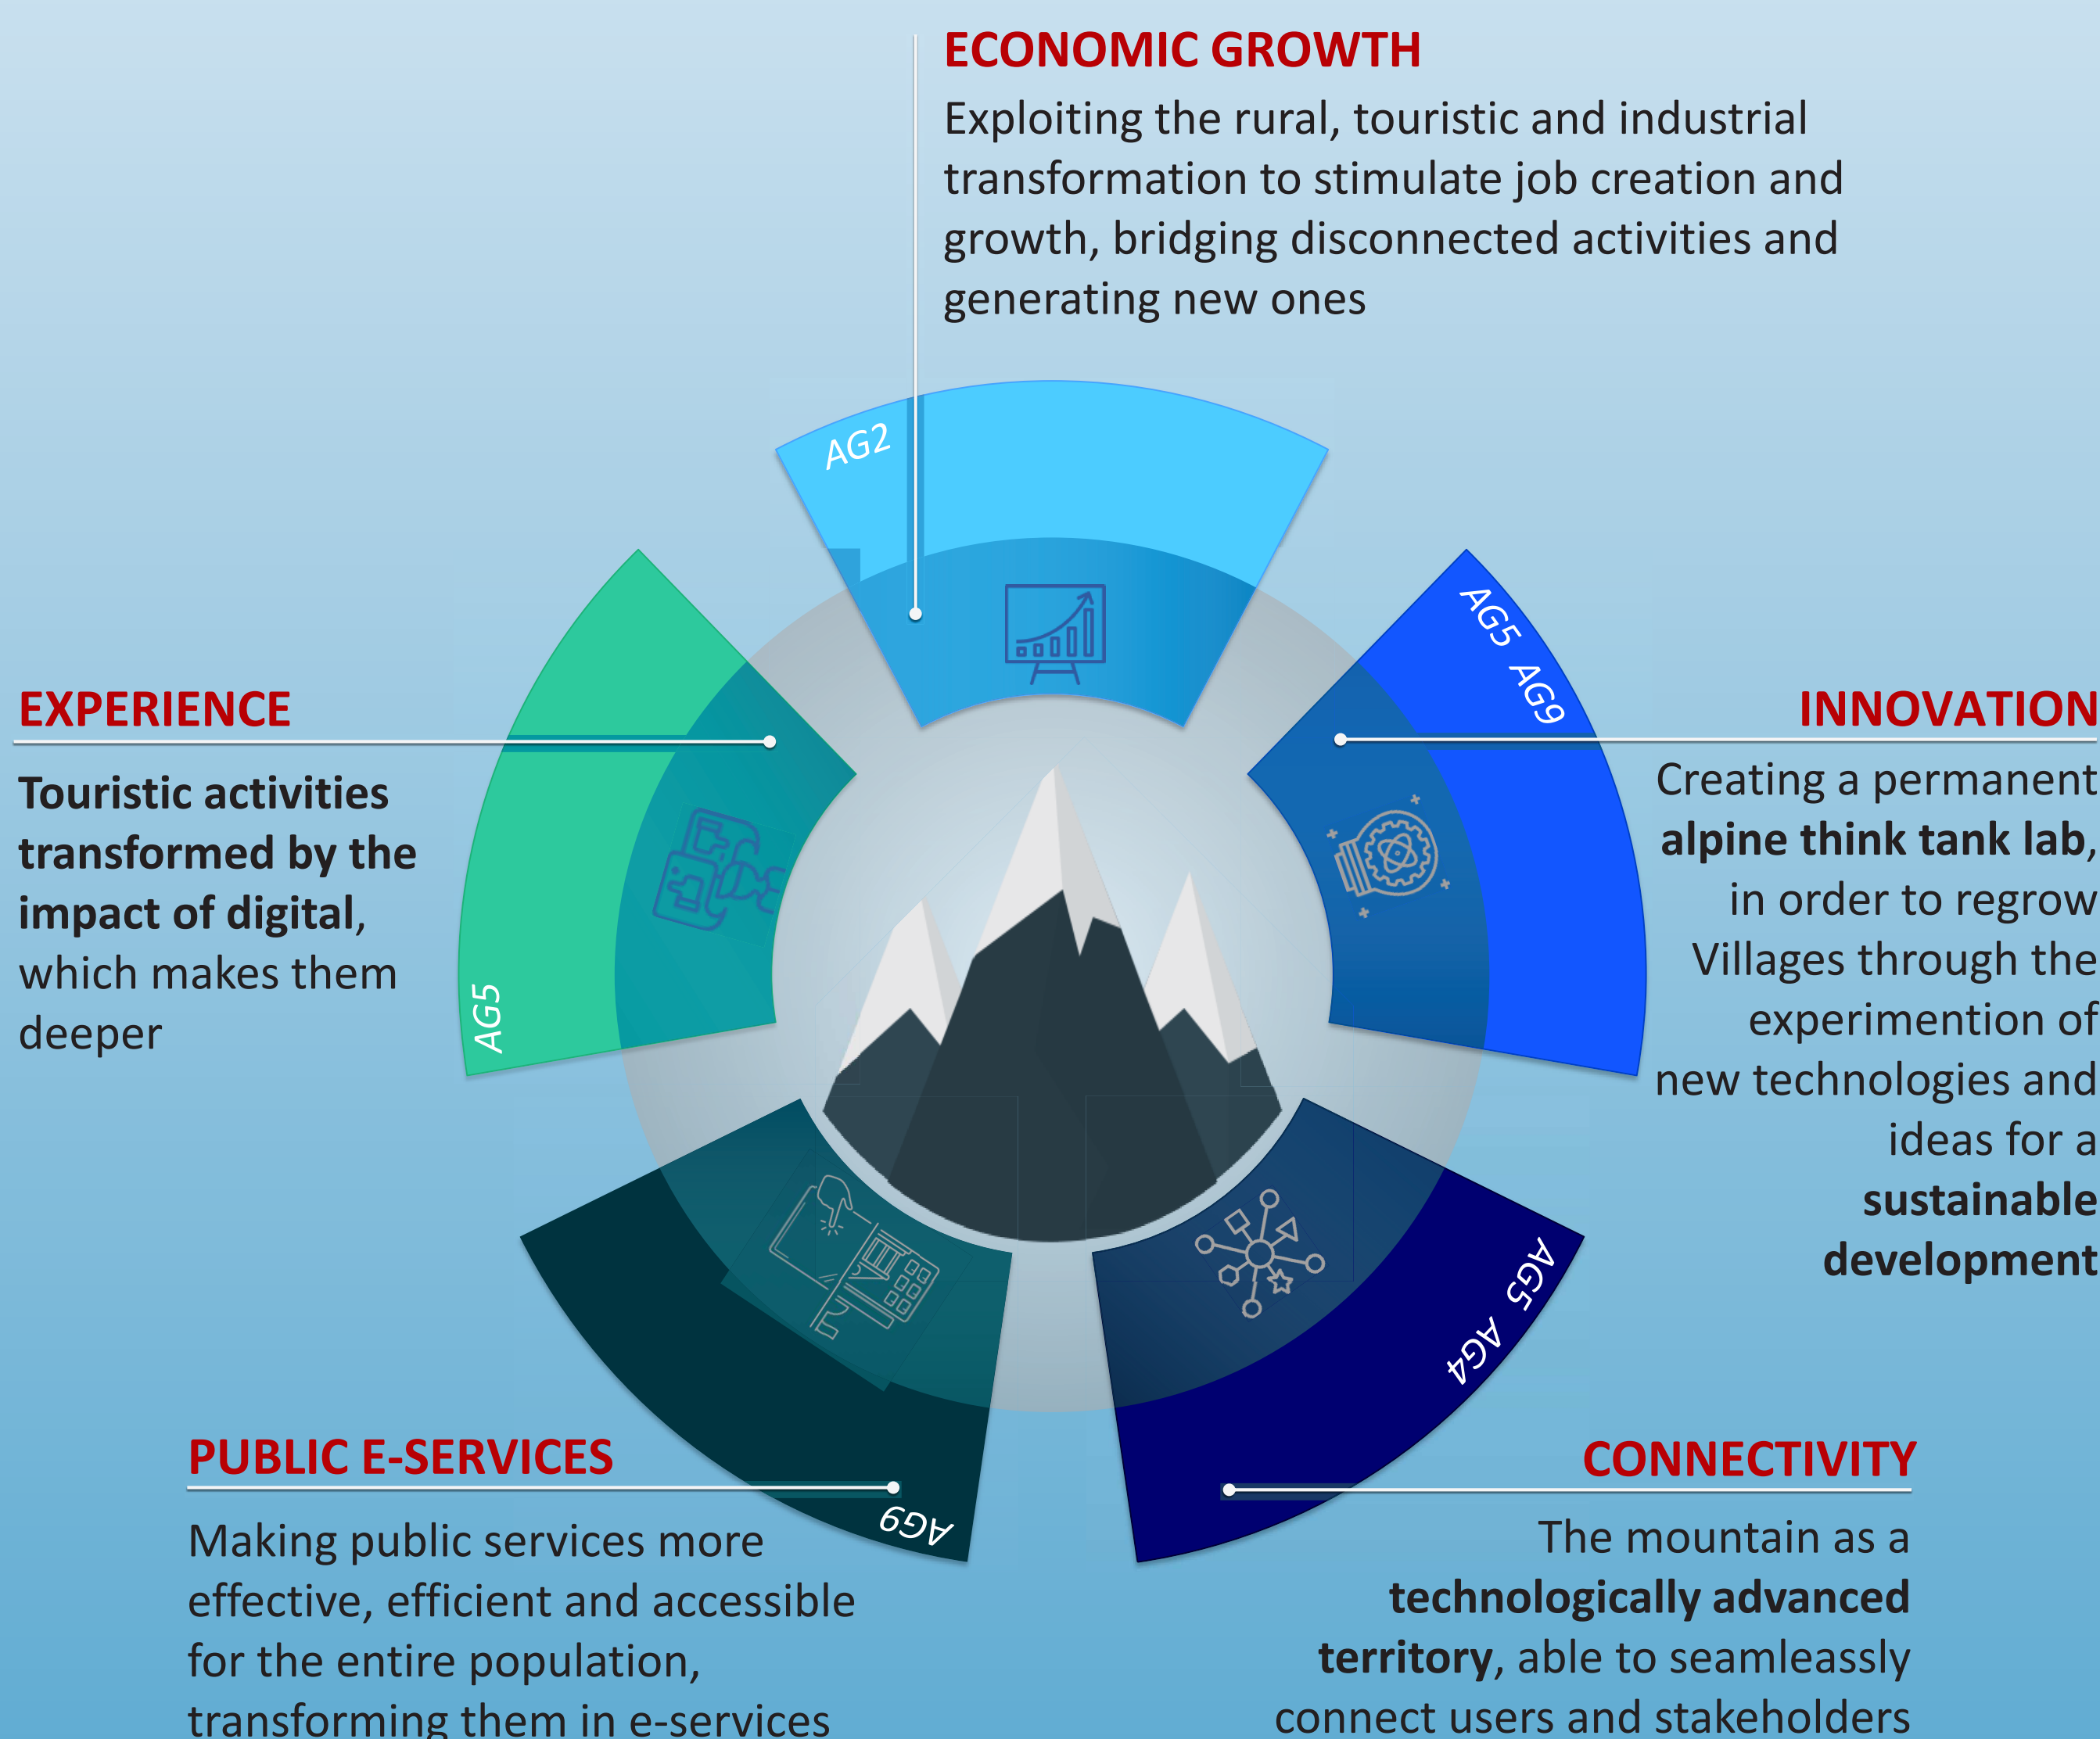 ECONOMIC GROWTH
Exploiting the rural, touristic and industrial
transformation to stimulate job creation and
growth, bridging disconnected activities and
generating new ones
AG2
AG5 AG9
EXPERIENCE
Touristic activities
transformed by the
impact of digital,
which makes them
deeper
AG5
INNOVATION
Creating a permanent
alpine think tank lab,
in order to regrow
Villages through the
experimention of
new technologies and
ideas for a
sustainable
development
AG5 AG4
PUBLIC E-SERVICES
AG9
Making public services more
effective, efficient and accessible
for the entire population,
transforming them in e-services
CONNECTIVITY
The mountain as a
technologically advanced
territory, able to seamleassly
connect users and stakeholders